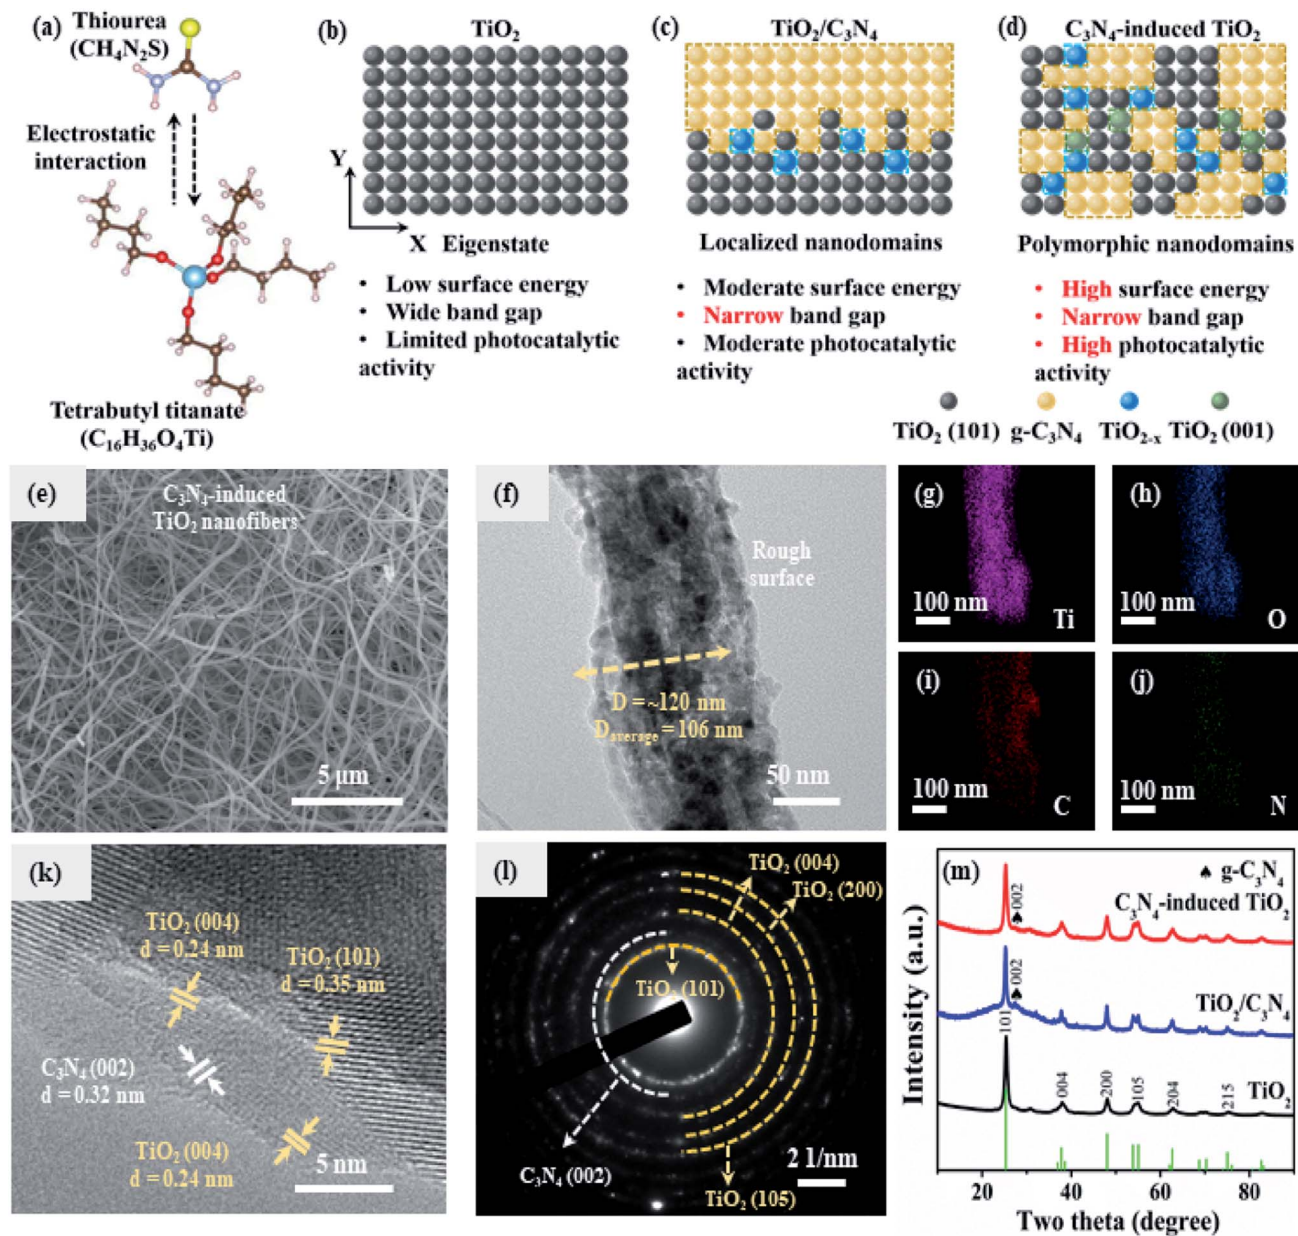 (a)
Thiourea
(CH₄N₂S)
Electrostatic
interaction
Tetrabutyl titanate
(C₁₆H₃₆O₄Ti)
(b)
TiO₂
Y
X Eigenstate
• Low surface energy
• Wide band gap
• Limited photocatalytic
activity
(c)
TiO₂/C₃N₄
Localized nanodomains
• Moderate surface energy
• Narrow band gap
• Moderate photocatalytic
activity
(d)
C₃N₄-induced TiO₂
Polymorphic nanodomains
• High surface energy
• Narrow band gap
• High photocatalytic
activity
TiO₂ (101) g-C₃N₄ TiO₂₋ₓ TiO₂ (001)
(e)
C₃N₄-induced
TiO₂ nanofibers
5 µm
(f)
Rough
surface
D = ~120 nm
Daverage = 106 nm
50 nm
(g)
100 nm
Ti
(h)
100 nm
O
(i)
100 nm
C
(j)
100 nm
N
(k)
TiO₂ (004)
d = 0.24 nm
TiO₂ (101)
d = 0.35 nm
C₃N₄ (002)
d = 0.32 nm
TiO₂ (004)
d = 0.24 nm
5 nm
(l)
TiO₂ (004)
TiO₂ (200)
TiO₂ (101)
C₃N₄ (002)
TiO₂ (105)
2 1/nm
(m)
♠ g-C₃N₄
♠002
C₃N₄-induced TiO₂
♠002
TiO₂/C₃N₄
101
004
200
105
204
215
TiO₂
Intensity (a.u.)
20 40 60 80
Two theta (degree)